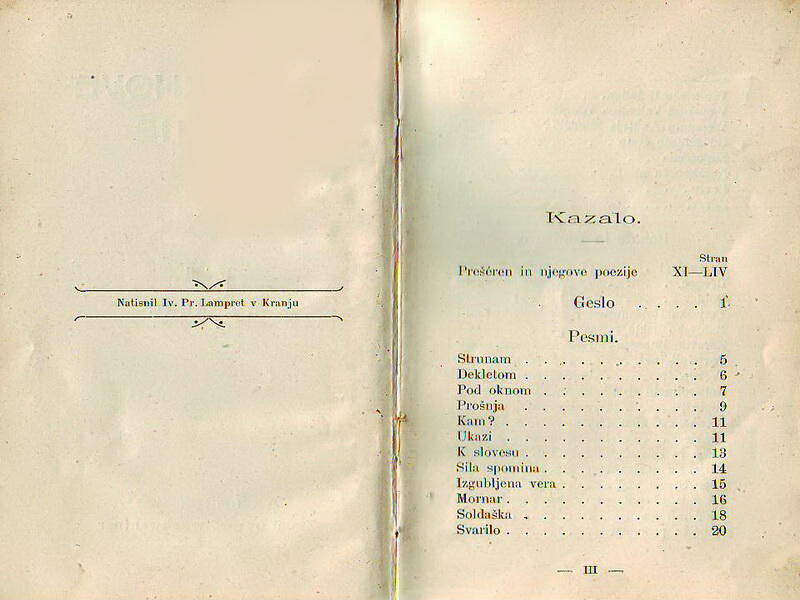 Natisnil Iv. Pr. Lampret v Kranju
Kazalo.
Stran
Prešéren in njegove poezije XI—LIV
Geslo . . . . 1
Pesmi.
Strunam . . . . . . . . . . 5
Dekletom . . . . . . . . . . 6
Pod oknom . . . . . . . . . 7
Prošnja . . . . . . . . . . 9
Kam? . . . . . . . . . . . 11
Ukazi . . . . . . . . . . . 11
K slovesu . . . . . . . . . . 13
Sila spomina . . . . . . . . . 14
Izgubljena vera . . . . . . . . 15
Mornar . . . . . . . . . . . 16
Soldaška . . . . . . . . . . 18
Svarilo . . . . . . . . . . . 20
— III —